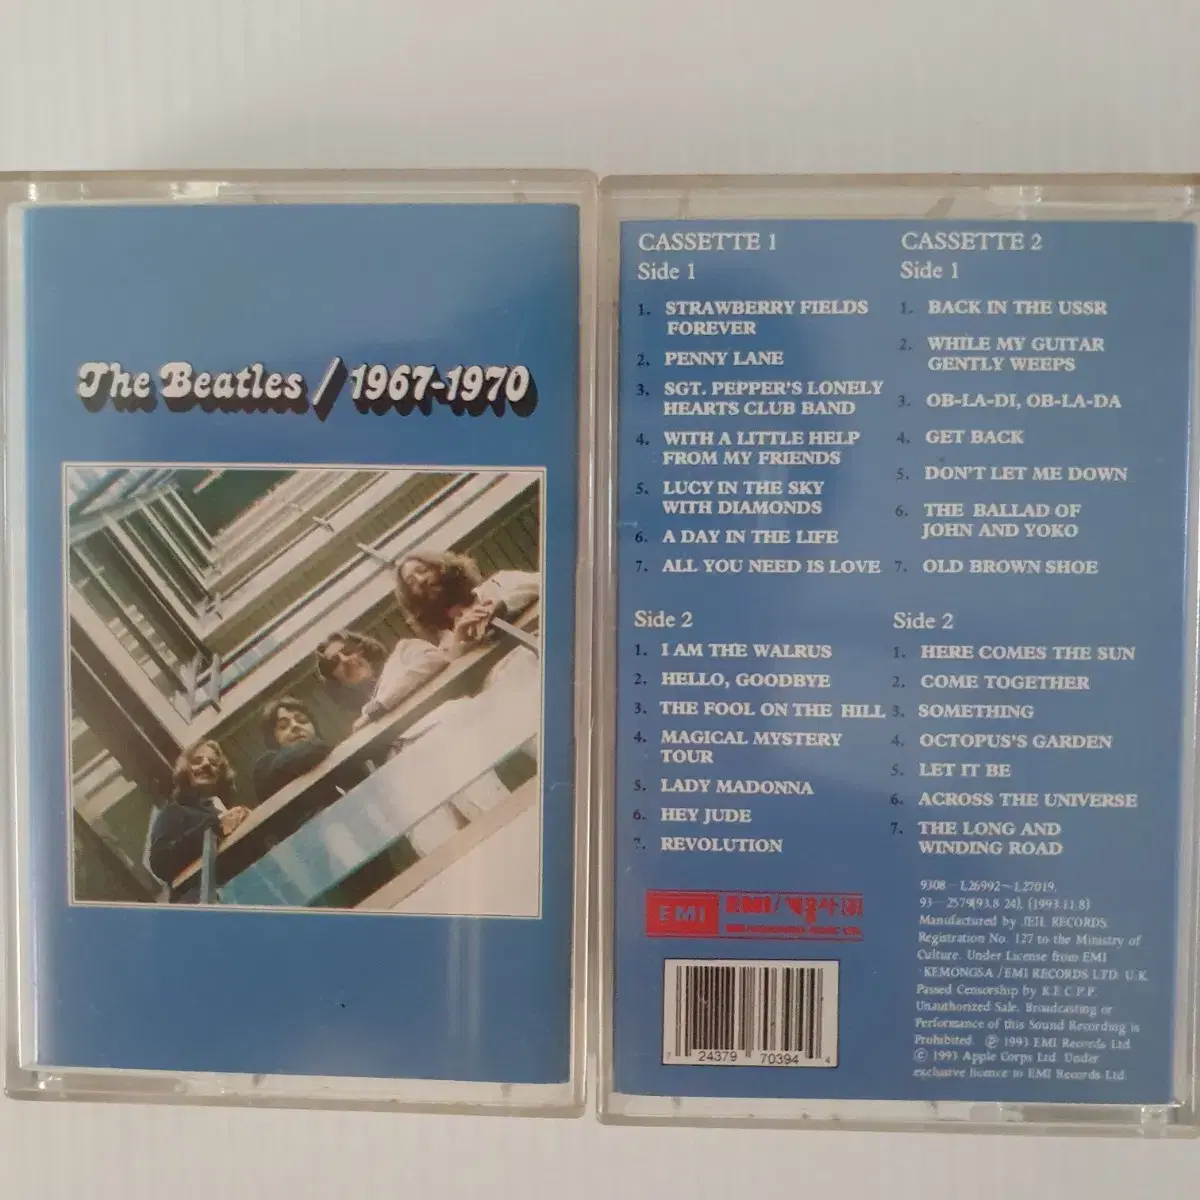 The Beatles / 1967-1970
CASSETTE 1
Side 1
1. STRAWBERRY FIELDS
FOREVER
2. PENNY LANE
3. SGT. PEPPER'S LONELY
HEARTS CLUB BAND
4. WITH A LITTLE HELP
FROM MY FRIENDS
5. LUCY IN THE SKY
WITH DIAMONDS
6. A DAY IN THE LIFE
7. ALL YOU NEED IS LOVE
Side 2
1. I AM THE WALRUS
2. HELLO, GOODBYE
3. THE FOOL ON THE HILL
4. MAGICAL MYSTERY
TOUR
5. LADY MADONNA
6. HEY JUDE
7. REVOLUTION
EMI EMI/
7 24379 70394 4
CASSETTE 2
Side 1
1. BACK IN THE USSR
2. WHILE MY GUITAR
GENTLY WEEPS
3. OB-LA-DI, OB-LA-DA
4. GET BACK
5. DON'T LET ME DOWN
6. THE BALLAD OF
JOHN AND YOKO
7. OLD BROWN SHOE
Side 2
1. HERE COMES THE SUN
2. COME TOGETHER
3. SOMETHING
4. OCTOPUS'S GARDEN
5. LET IT BE
6. ACROSS THE UNIVERSE
7. THE LONG AND
WINDING ROAD
9308-L26992~L27019.
93-2579(93.8 24). (1993.11.8)
Manufactured by JEIL RECORDS.
Registration No. 127 to the Ministry of
Culture. Under License from EMI
KEMONGSA / EMI RECORDS LTD. U.K.
Passed Censorship by K.E.C.P.P.
Unauthorized Sale. Broadcasting or
Performance of this Sound Recording is
Prohibited. ℗ 1993 EMI Records Ltd
© 1993 Apple Corps Ltd. Under
exclusive licence to EMI Records Ltd.